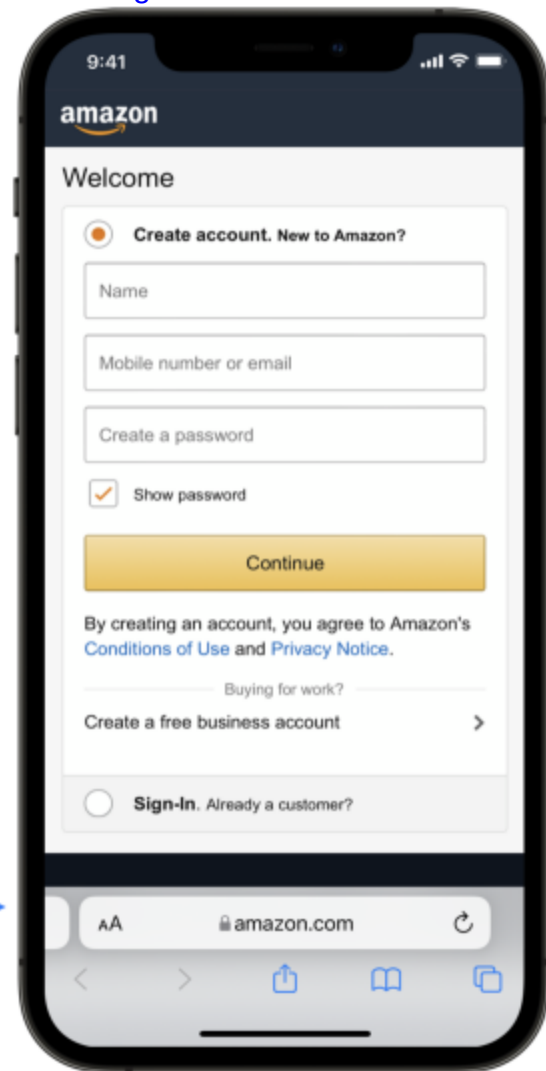 9:41
amazon
Welcome
Create account. New to Amazon?
Name
Mobile number or email
Create a password
Show password
Continue
By creating an account, you agree to Amazon's
Conditions of Use and Privacy Notice.
Buying for work?
Create a free business account
Sign-In. Already a customer?
AA
amazon.com